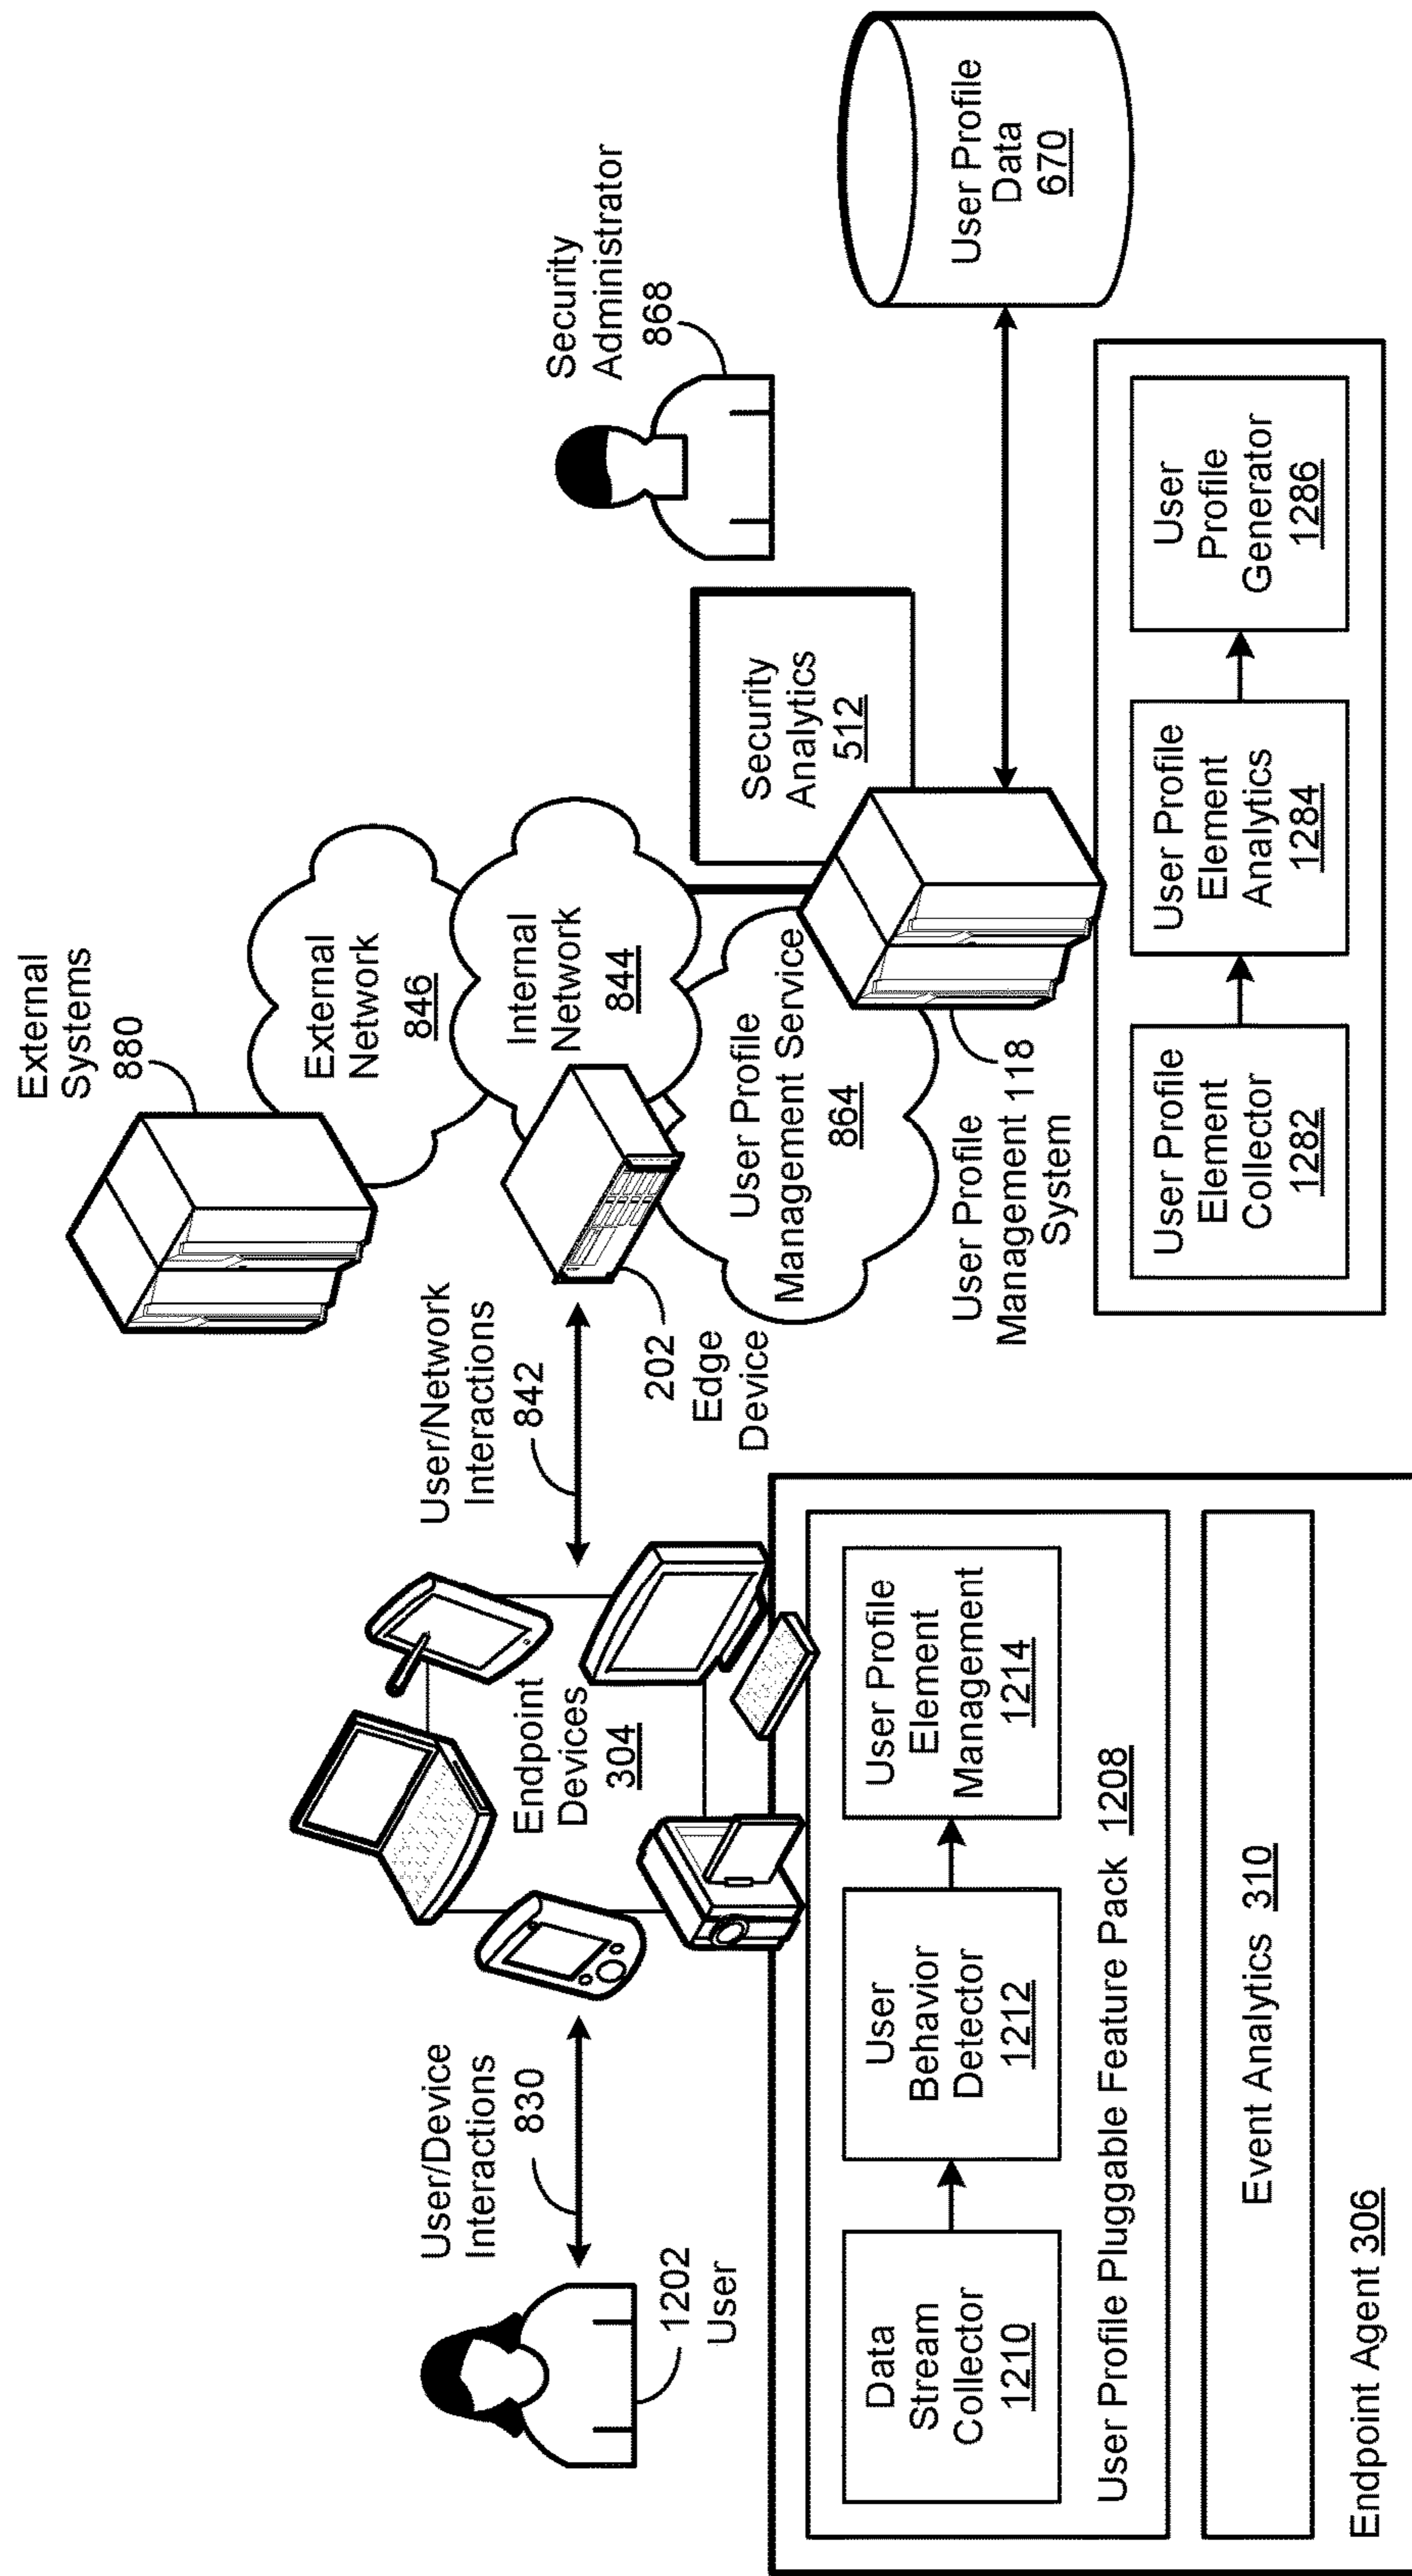 External
Systems
880
External
Network
846
Internal
Network
844
Security
Administrator
868
User/Device
Interactions
830
User/Network
Interactions
842
Endpoint
Devices
304
1202
User
202
Edge
Device
Security
Analytics
512
User Profile
Management Service
864
User Profile
Management 118
System
User Profile
Data
670
Data
Stream
Collector
1210
User
Behavior
Detector
1212
User Profile
Element
Management
1214
User Profile Pluggable Feature Pack 1208
Event Analytics 310
Endpoint Agent 306
User Profile
Element
Collector
1282
User Profile
Element
Analytics
1284
User
Profile
Generator
1286